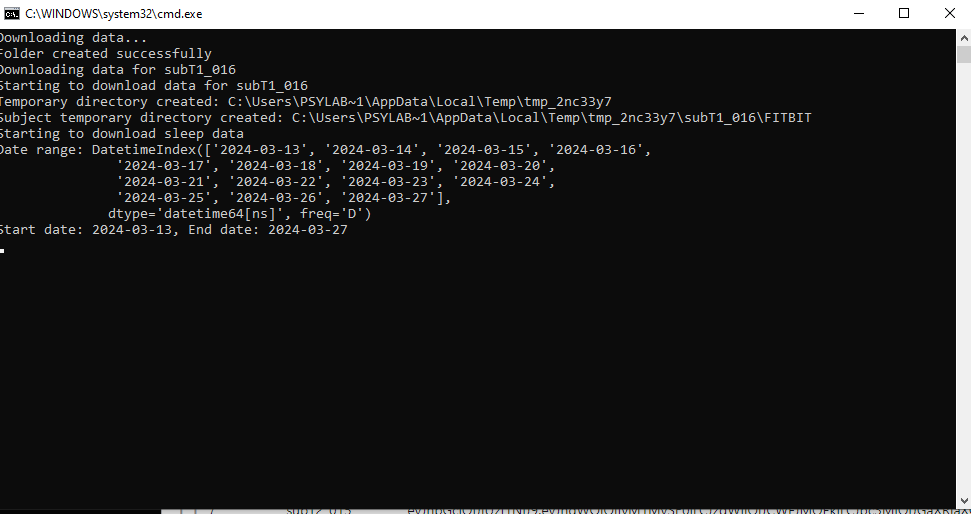 C:\WINDOWS\system32\cmd.exe
Downloading data...
Folder created successfully
Downloading data for subT1_016
Starting to download data for subT1_016
Temporary directory created: C:\Users\PSYLAB~1\AppData\Local\Temp\tmp_2nc33y7
Subject temporary directory created: C:\Users\PSYLAB~1\AppData\Local\Temp\tmp_2nc33y7\subT1_016\FITBIT
Starting to download sleep data
Date range: DatetimeIndex(['2024-03-13', '2024-03-14', '2024-03-15', '2024-03-16',
'2024-03-17', '2024-03-18', '2024-03-19', '2024-03-20',
'2024-03-21', '2024-03-22', '2024-03-23', '2024-03-24',
'2024-03-25', '2024-03-26', '2024-03-27'],
dtype='datetime64[ns]', freq='D')
Start date: 2024-03-13, End date: 2024-03-27